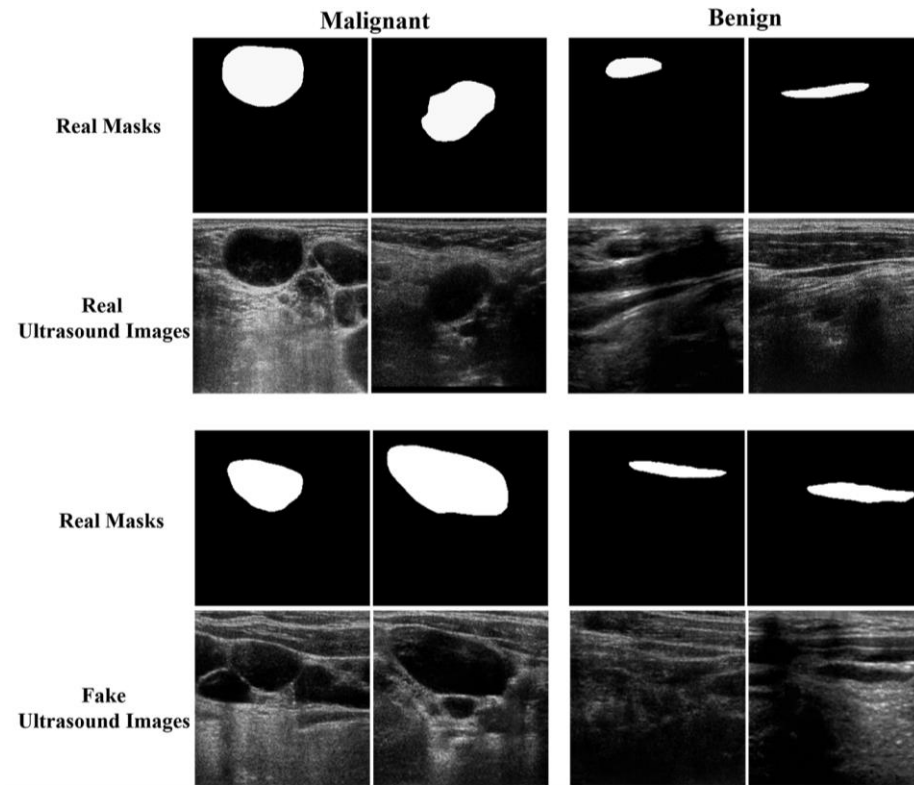 Malignant
Benign
Real Masks
Real
Ultrasound Images
Real Masks
Fake
Ultrasound Images